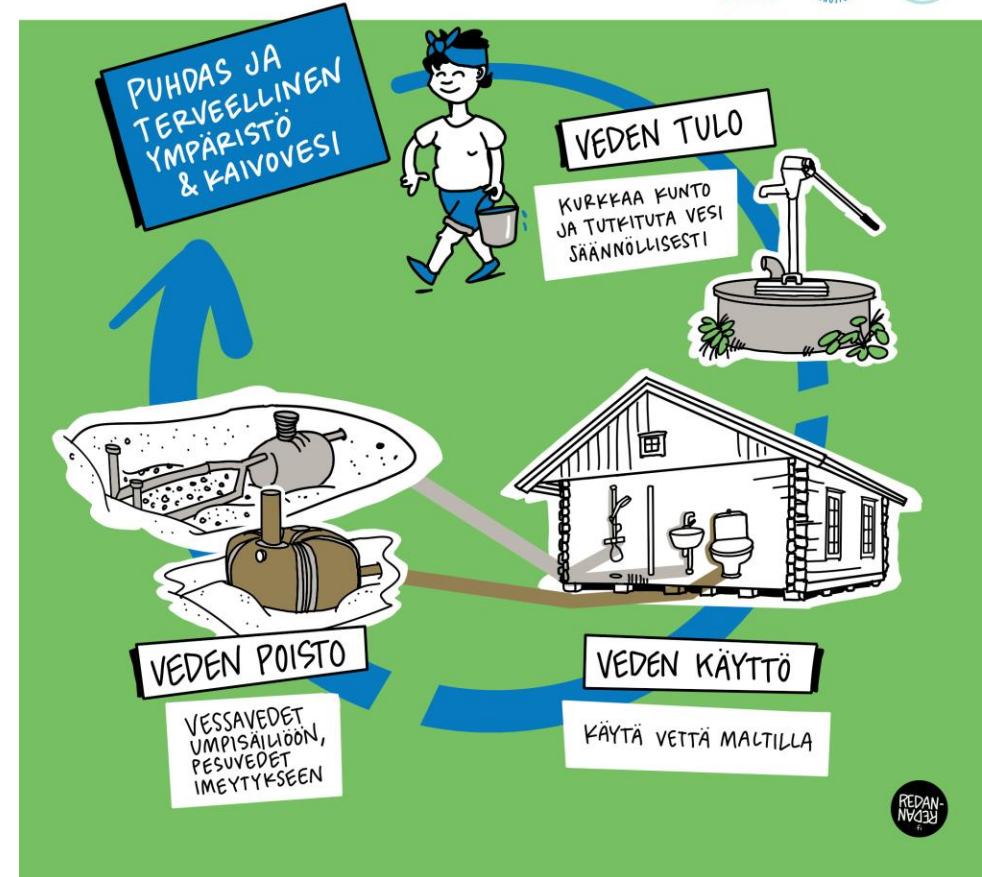 PUHDAS JA
TERVEELLINEN
YMPÄRISTÖ
& KAIVOVESI
VEDEN TULO
KURKKAA KUNTO
JA TUTKITUTA VESI
SÄÄNNÖLLISESTI
VEDEN KÄYTTÖ
KÄYTÄ VETTÄ MALTILLA
VEDEN POISTO
VESSAVEDET
UMPISÄILIÖÖN,
PESUVEDET
IMEYTYKSEEN
REDAN-
REDAN